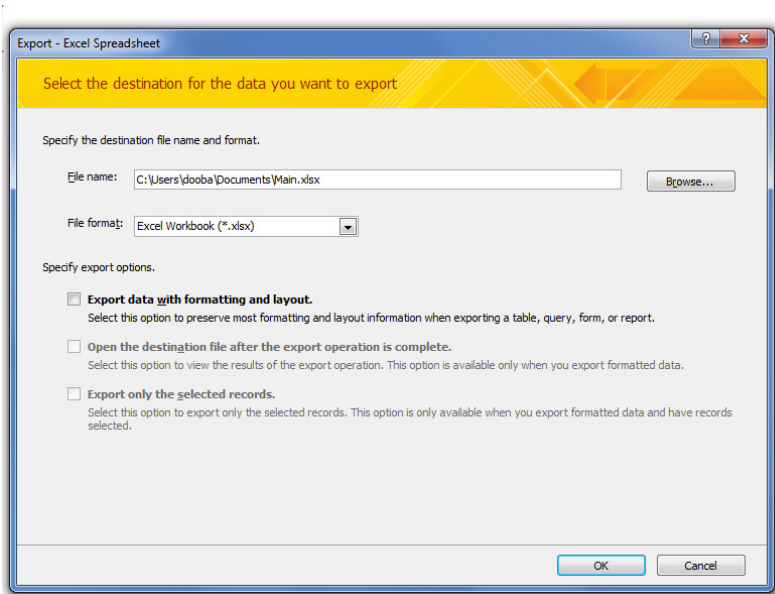 Export - Excel Spreadsheet
Select the destination for the data you want to export
Specify the destination file name and format.
File name: C:\Users\dooba\Documents\Main.xlsx Browse...
File format: Excel Workbook (*.xlsx)
Specify export options.
Export data with formatting and layout.
Select this option to preserve most formatting and layout information when exporting a table, query, form, or report.
Open the destination file after the export operation is complete.
Select this option to view the results of the export operation. This option is available only when you export formatted data.
Export only the selected records.
Select this option to export only the selected records. This option is only available when you export formatted data and have records
selected.
OK Cancel